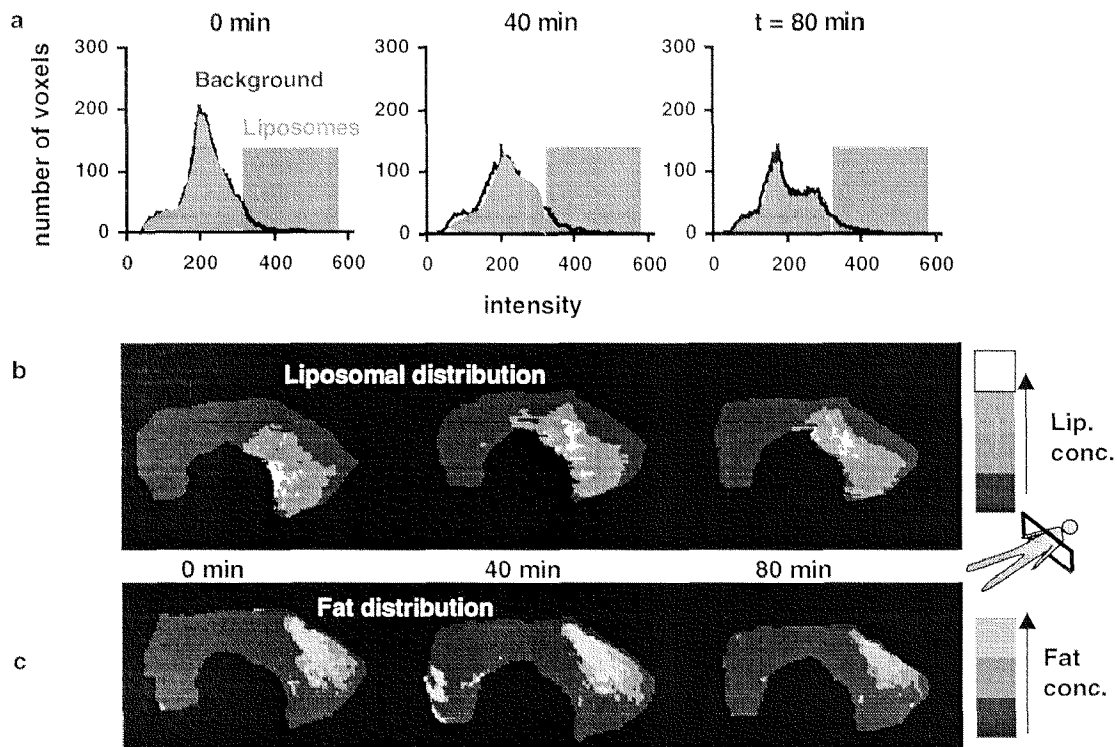 a
0 min
40 min
t = 80 min
number of voxels
300
200
100
0
Background
Liposomes
0 200 400 600
300
200
100
0
0 200 400 600
300
200
100
0
0 200 400 600
intensity
b
Liposomal distribution
Lip.
conc.
0 min
40 min
80 min
c
Fat distribution
Fat
conc.